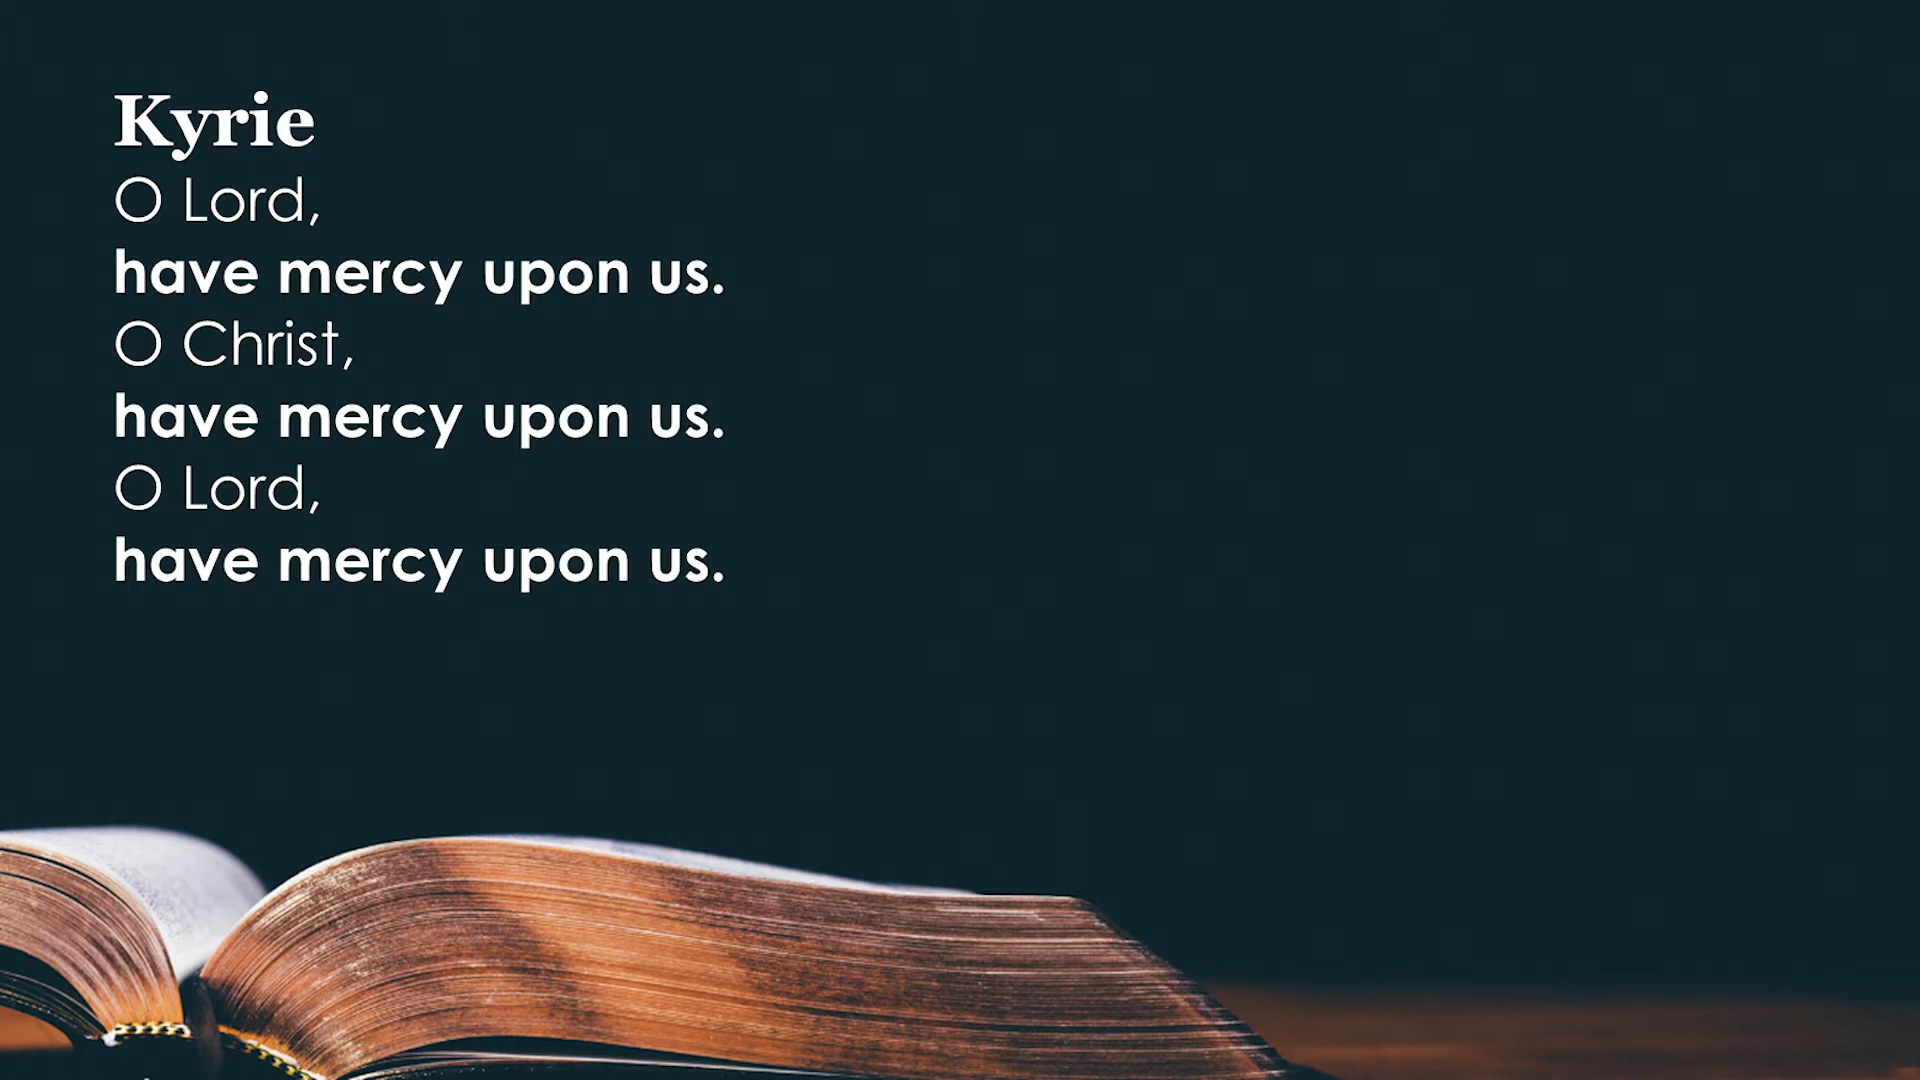 Kyrie
O Lord,
have mercy upon us.
O Christ,
have mercy upon us.
O Lord,
have mercy upon us.